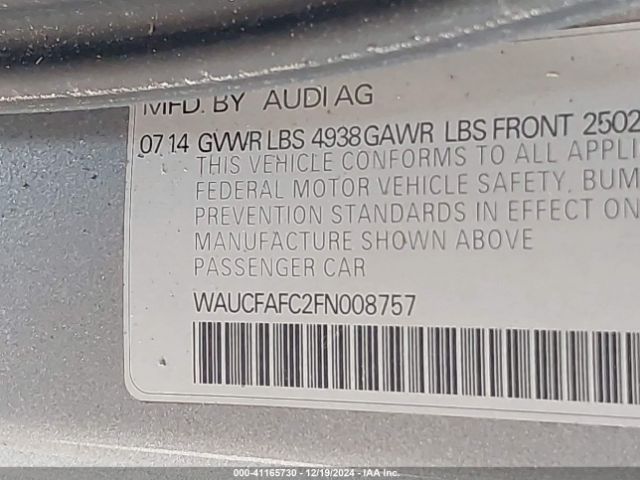 MFD. BY AUDI AG
07 14 GVWR LBS 4938 GAWR LBS FRONT 2502
THIS VEHICLE CONFORMS TO ALL APPLI
FEDERAL MOTOR VEHICLE SAFETY, BUM
PREVENTION STANDARDS IN EFFECT ON
MANUFACTURE SHOWN ABOVE
PASSENGER CAR
WAUCFAFC2FN008757
000-41165730 - 12/19/2024 - IAA Inc.